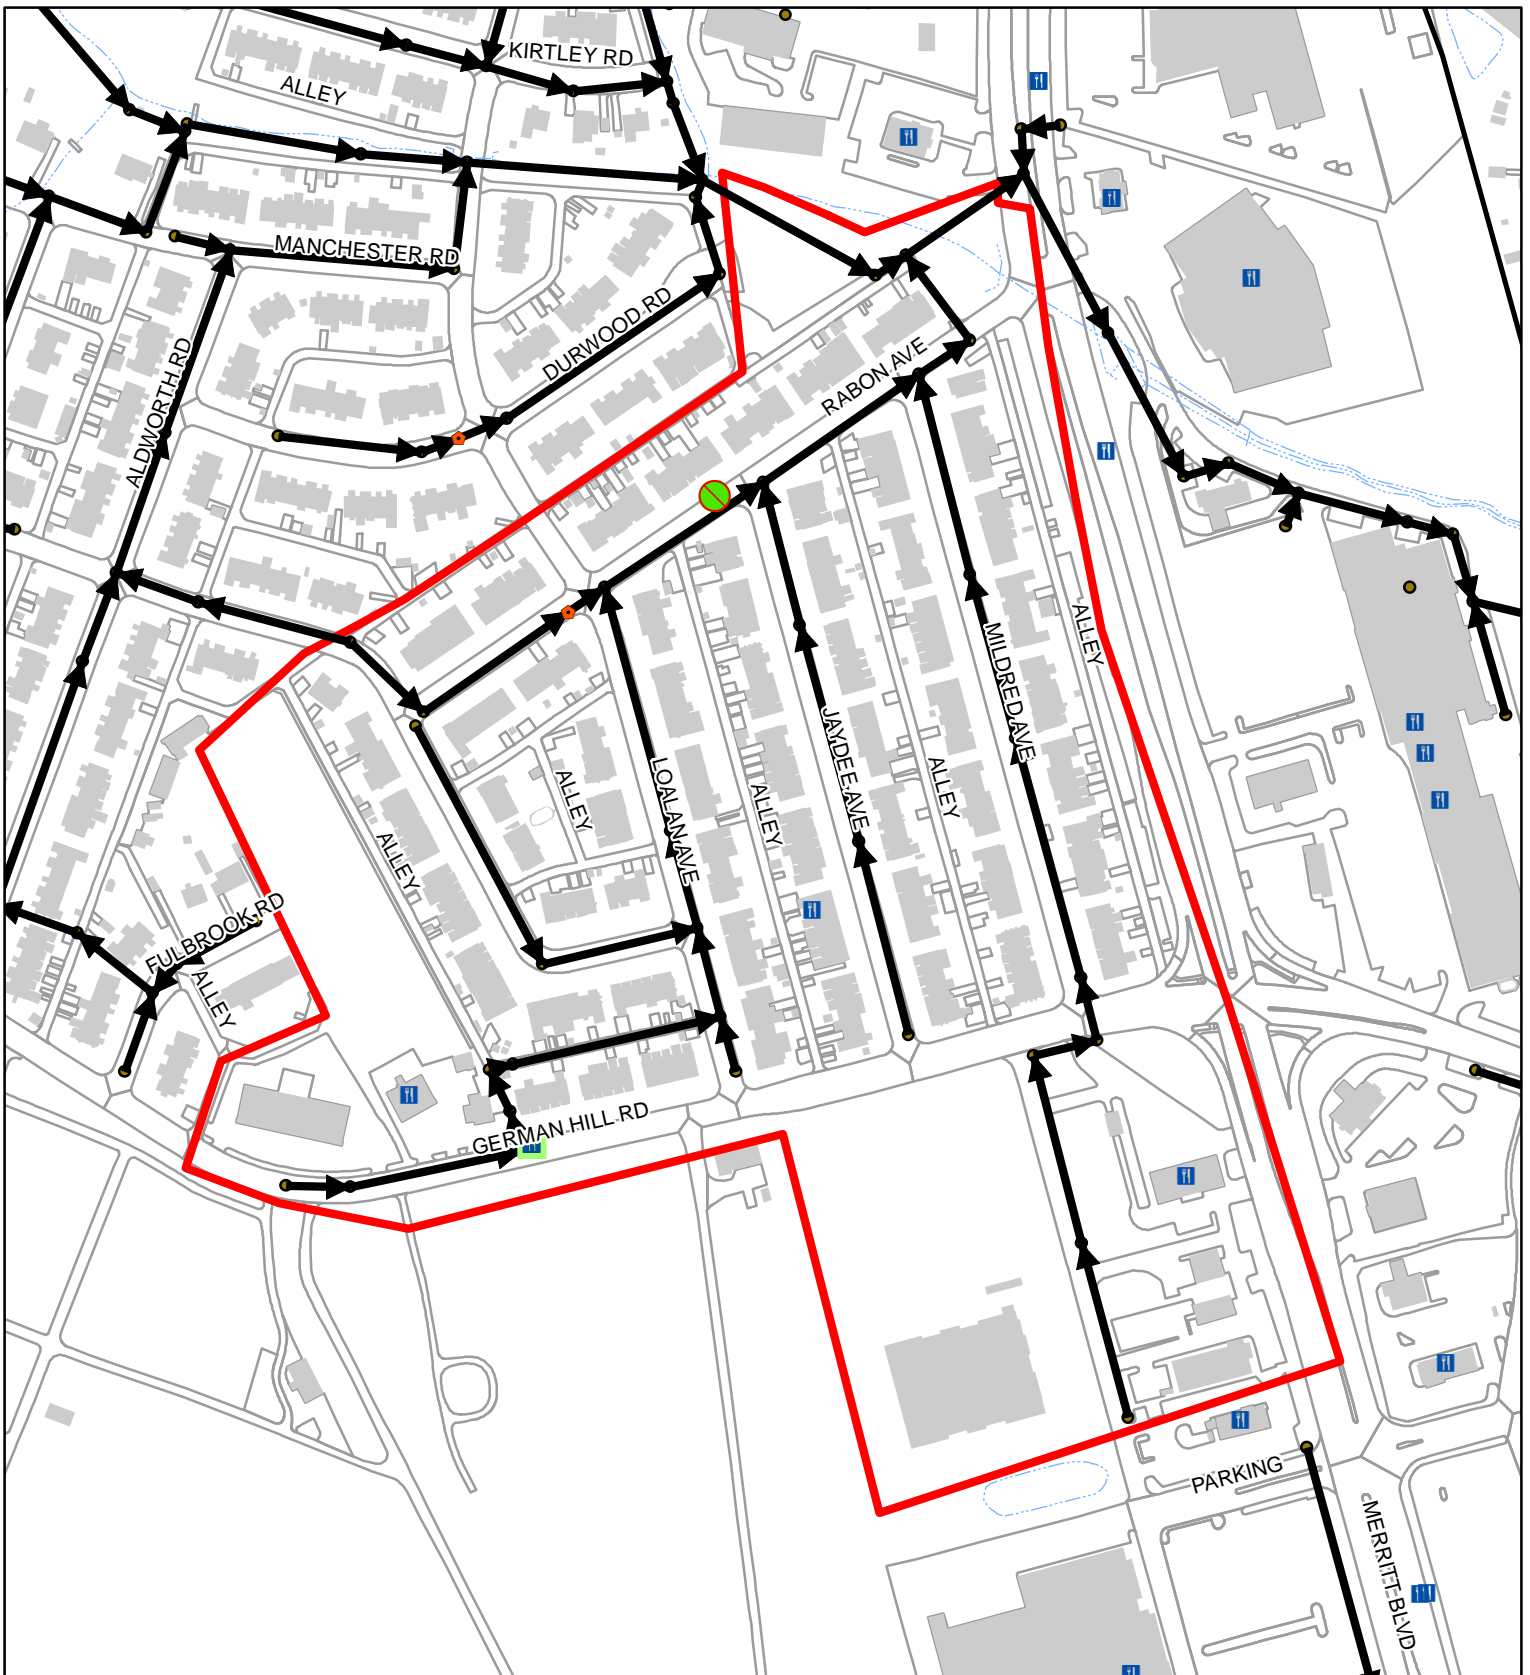 KIRTLEY RD
ALLEY
MANCHESTER RD
DURWOOD RD
ALDWORTH RD
RABON AVE
ALLEY
MILDRED AVE
JAYDEE AVE
LOALAN AVE
ALLEY
ALLEY
ALLEY
ALLEY
FULBROOK RD
ALLEY
GERMAN HILL RD
PARKING
MERRITT BLVD